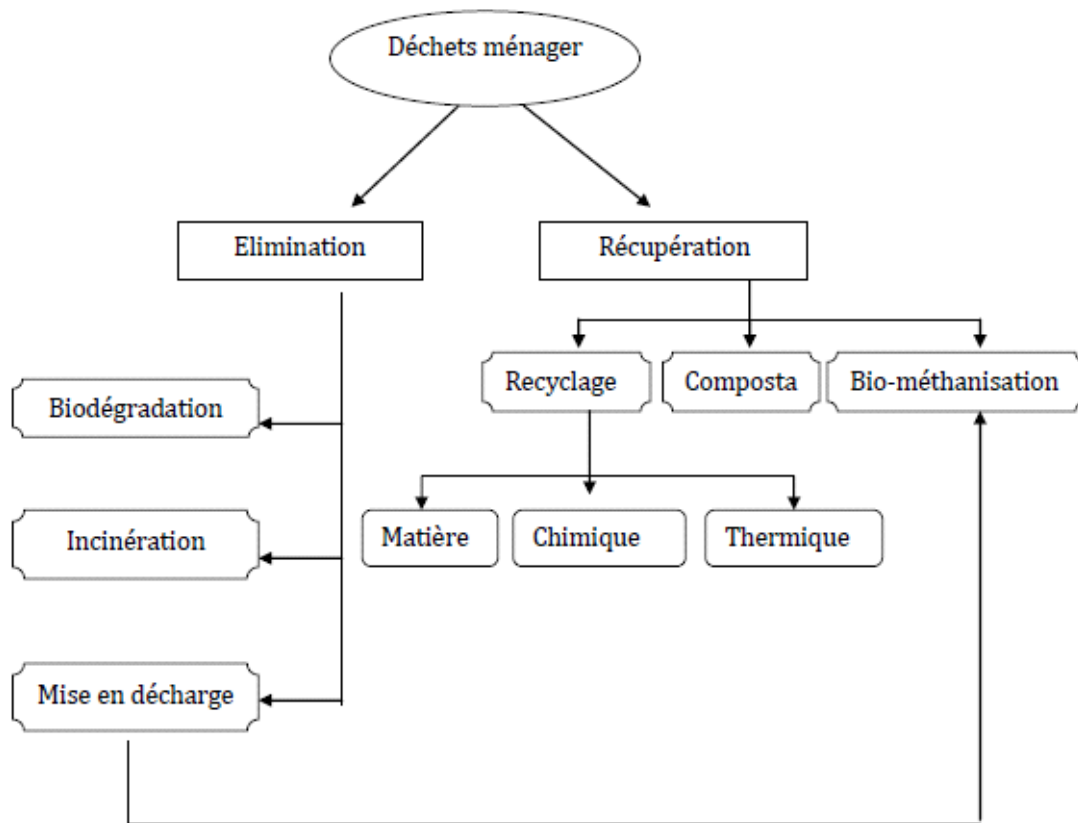 Déchets ménager
Elimination
Récupération
Recyclage
Composta
Bio-méthanisation
Biodégradation
Matière
Chimique
Thermique
Incinération
Mise en décharge